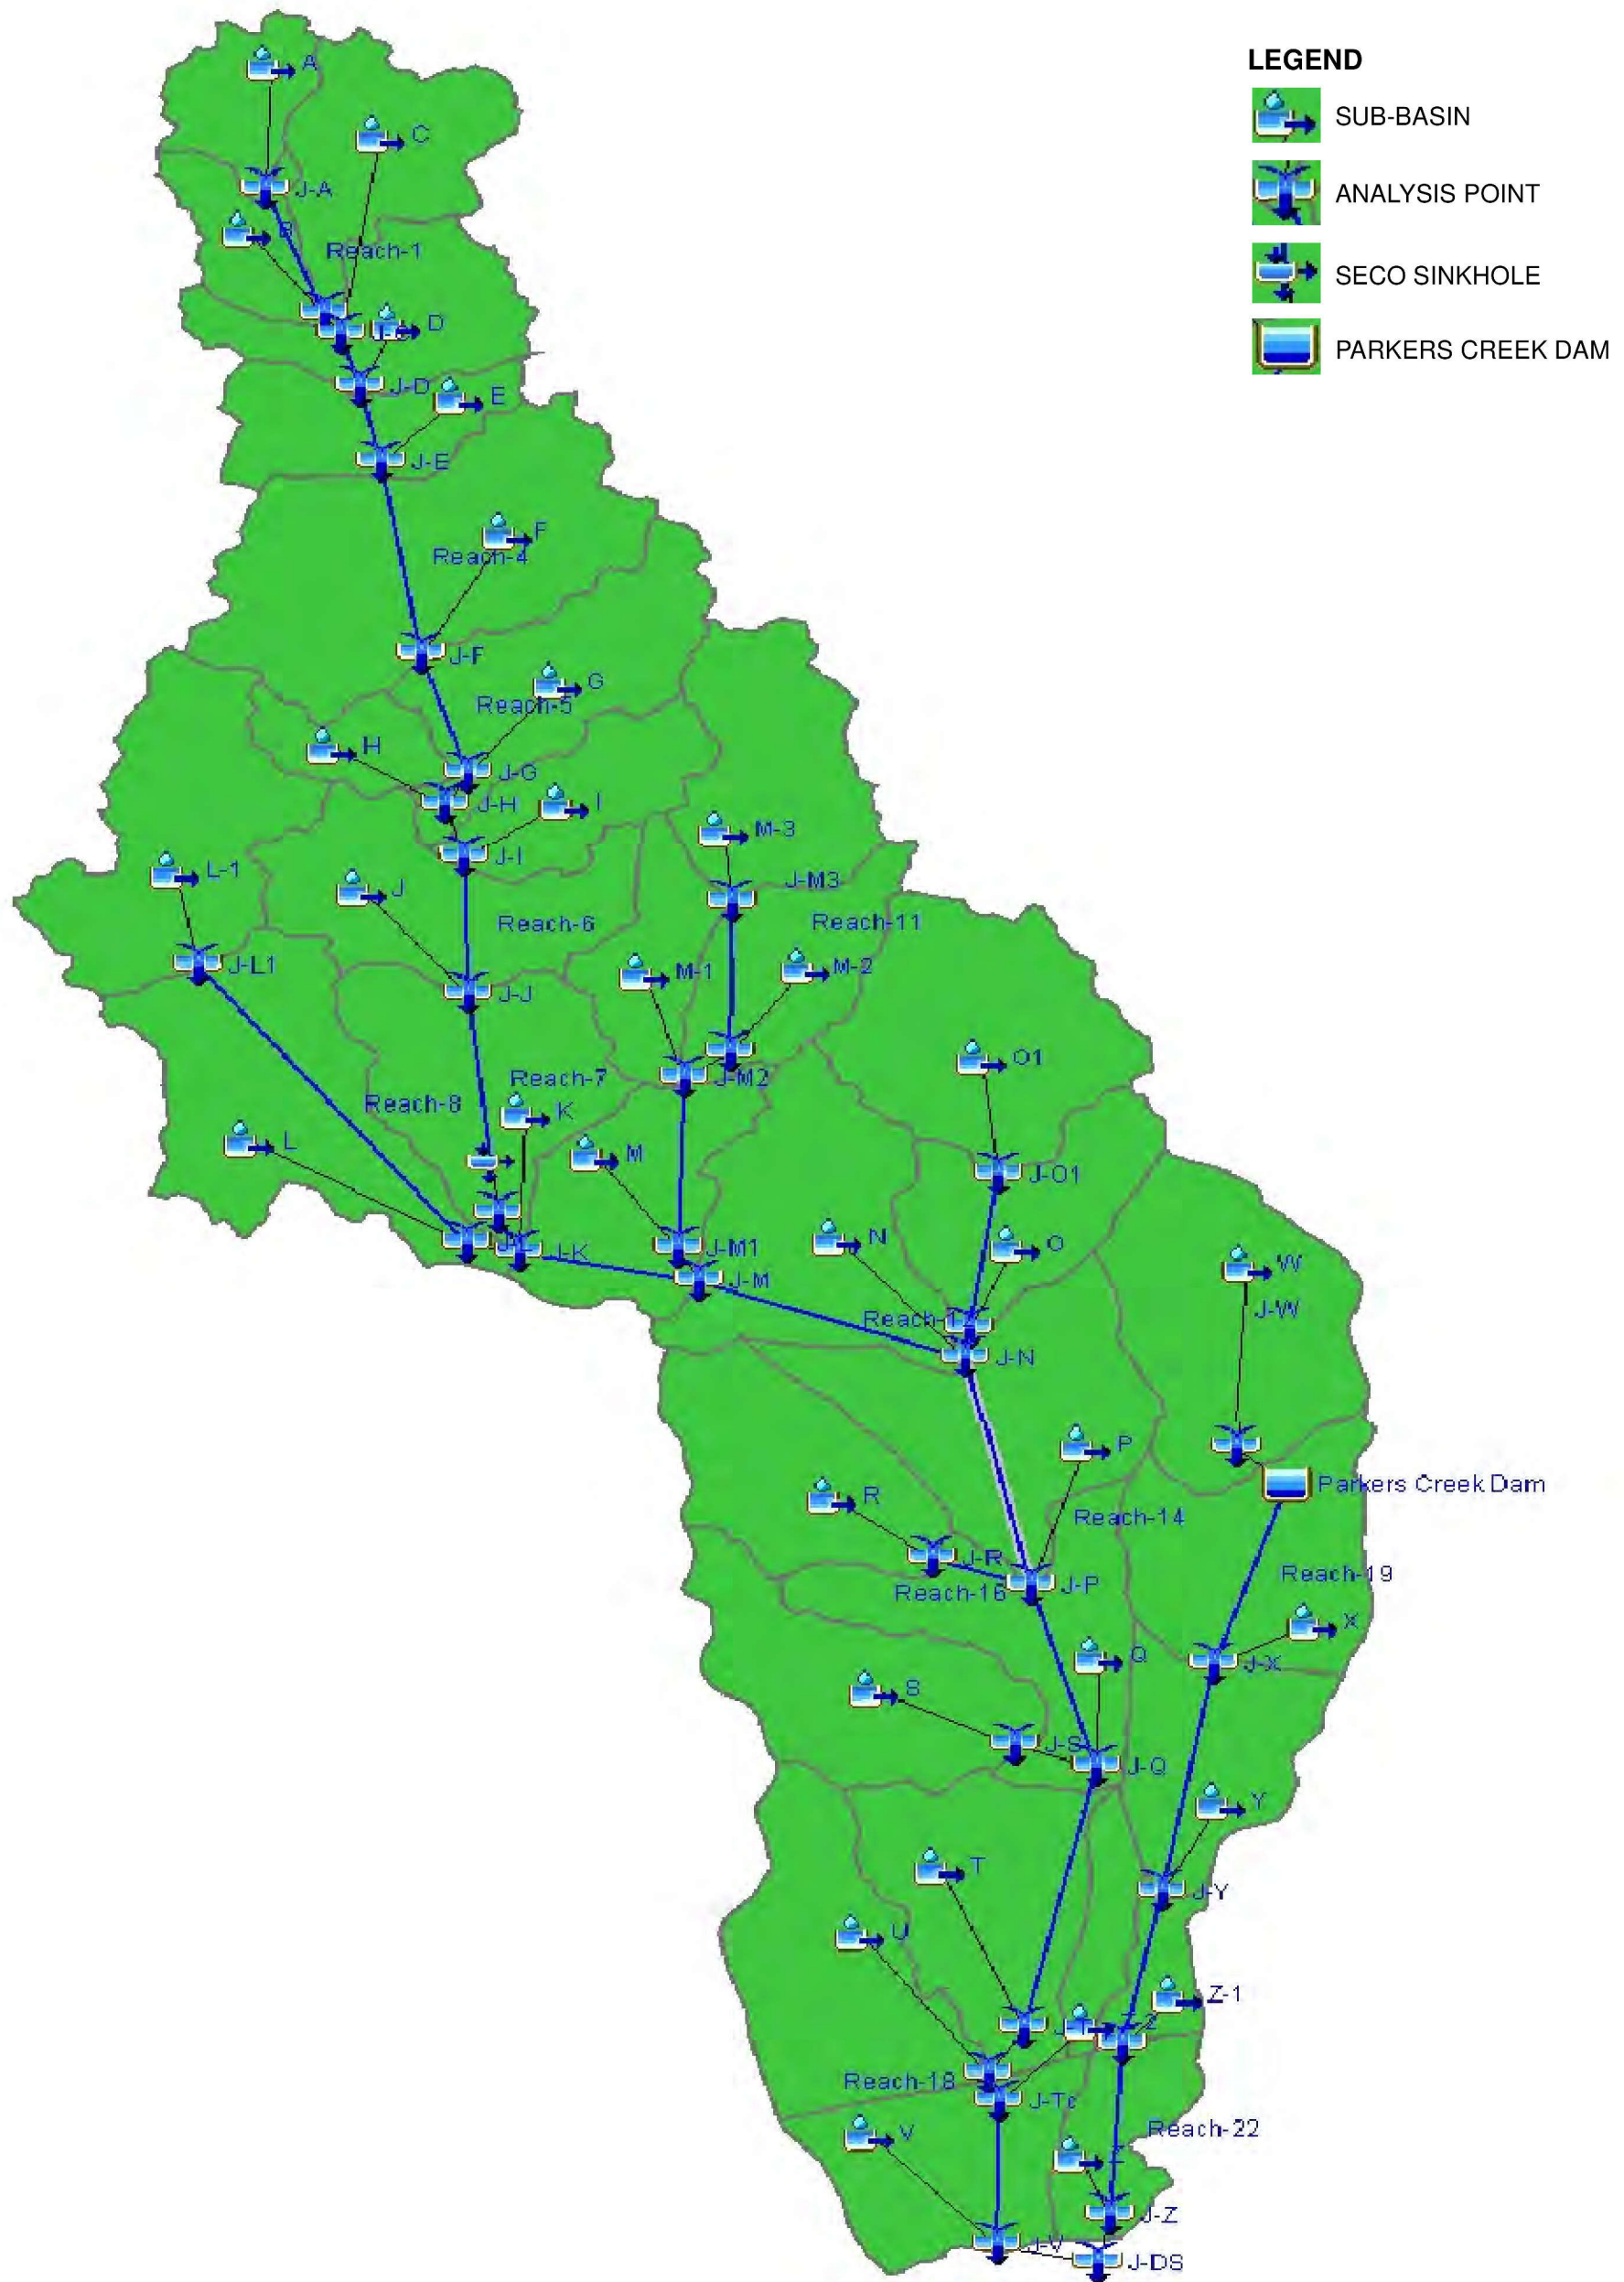 LEGEND
SUB-BASIN
ANALYSIS POINT
SECO SINKHOLE
PARKERS CREEK DAM
A
C
J-A
B
Reach-1
D
J-D
E
J-E
F
Reach-4
J-F
G
Reach-5
H
J-G
J-H
I
J-I
M-3
L-1
J
J-M3
Reach-6
Reach-11
J-L1
J-J
M-1
M-2
O1
Reach-7
J-M2
Reach-8
K
L
M
J-O1
N
O
J-K
J-M1
J-M
W
J-W
J-N
P
Parkers Creek Dam
R
Reach-14
J-R
Reach-16
J-P
Reach-19
X
Q
J-X
S
J-S
J-Q
Y
T
J-Y
U
Z-1
Reach-18
J-Tc
Reach-22
V
J-Z
J-V
J-DS